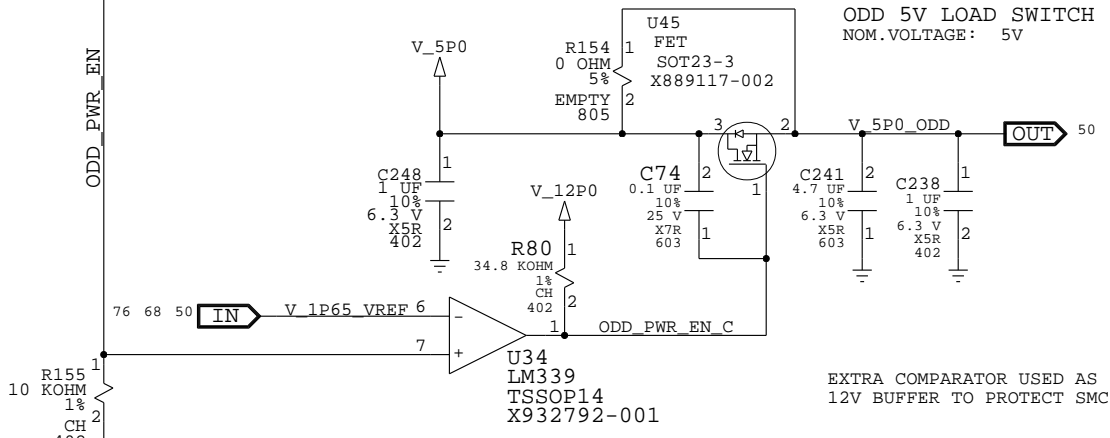 ODD 5V LOAD SWITCH
NOM.VOLTAGE: 5V
ODD_PWR_EN
V_5P0
R154 1
0 OHM
5%
EMPTY 2
805
U45
FET
SOT23-3
X889117-002
3 2
1
V_5P0_ODD
OUT 50
C248 1
1 UF
10%
6.3 V 2
X5R
402
V_12P0
R80 1
34.8 KOHM
1%
CH
402 2
C74 2
0.1 UF
10%
25 V
X7R 1
603
C241 2
4.7 UF
10%
6.3 V
X5R 1
603
C238 1
1 UF
10%
6.3 V
X5R 2
402
76 68 50 IN V_1P65_VREF 6
-
7
+
1 ODD_PWR_EN_C
U34
LM339
TSSOP14
X932792-001
R155 1
10 KOHM
1%
CH 2
EXTRA COMPARATOR USED AS
12V BUFFER TO PROTECT SMC